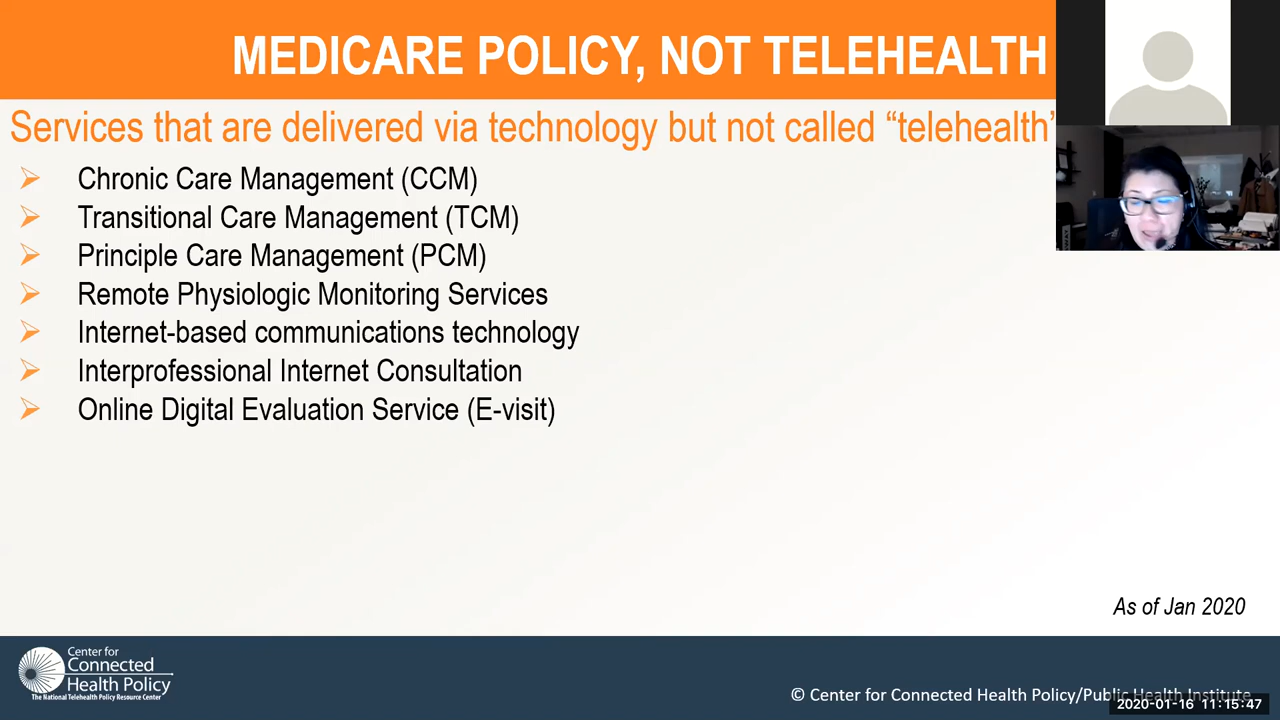 MEDICARE POLICY, NOT TELEHEALTH
Services that are delivered via technology but not called “telehealth”
Chronic Care Management (CCM)
Transitional Care Management (TCM)
Principle Care Management (PCM)
Remote Physiologic Monitoring Services
Internet-based communications technology
Interprofessional Internet Consultation
Online Digital Evaluation Service (E-visit)
As of Jan 2020
Center for
Connected
Health Policy
The National Telehealth Policy Resource Center
© Center for Connected Health Policy/Public Health Institute
2020-01-16 11:15:47